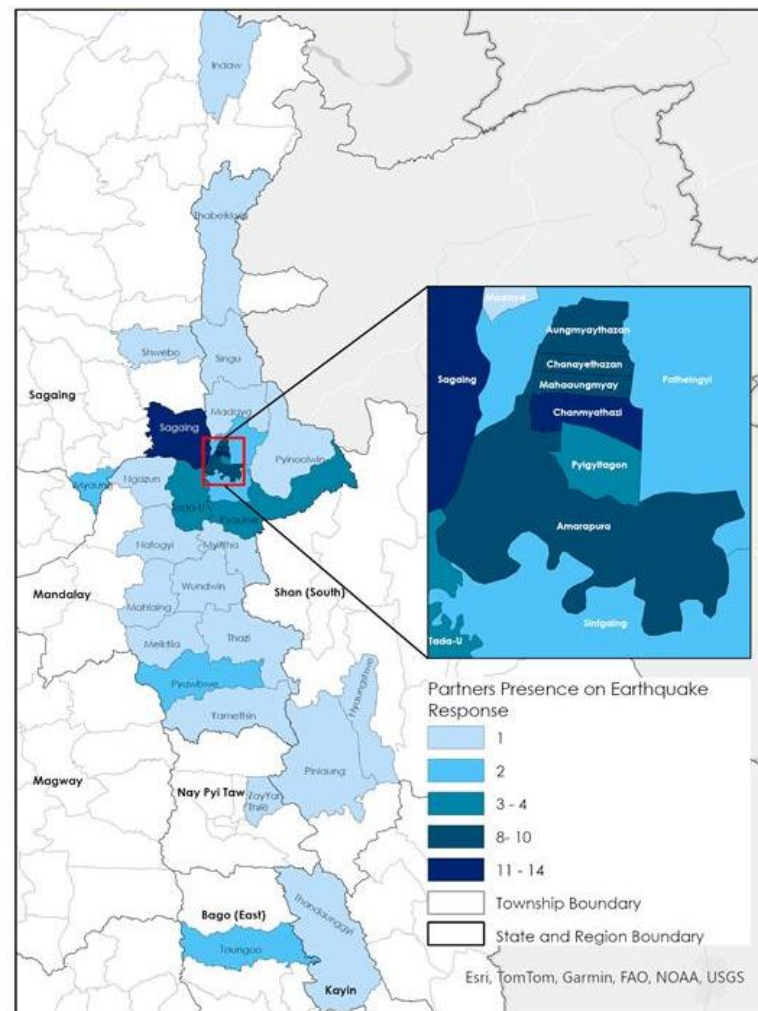 Indaw
Thabeikkyin
Shwebo
Singu
Sagaing
Madaya
Sagaing
Pyinoolwin
Myaung
Ngazun
Tada-U
Kyaukse
Natogyi
Myittha
Mandalay
Wundwin
Mahlaing
Shan (South)
Meiktila
Thazi
Pyawbwe
Nyaungshwe
Yamethin
Pinlaung
Magway
Nay Pyi Taw
ZayYar
Thiri
Bago (East)
Thandaunggyi
Taungoo
Kayin
Madaya
Aungmyaythazan
Sagaing
Chanayethazan
Patheingyi
Mahaaungmyay
Chanmyathazi
Pyigyitagon
Amarapura
Sintgaing
Tada-U
Partners Presence on Earthquake
Response
1
2
3 - 4
8- 10
11 - 14
Township Boundary
State and Region Boundary
Esri, TomTom, Garmin, FAO, NOAA, USGS